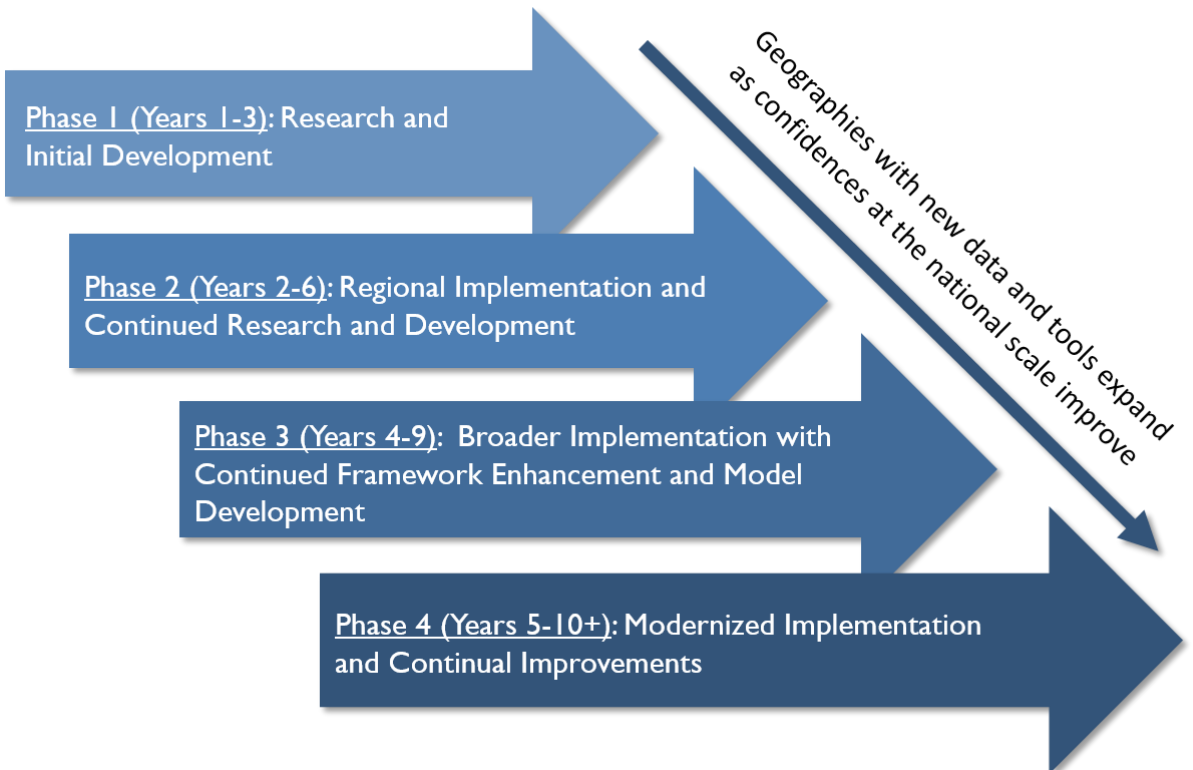 Phase 1 (Years 1-3): Research and
Initial Development
Geographies with new data and tools expand
as confidences at the national scale improve
Phase 2 (Years 2-6): Regional Implementation and
Continued Research and Development
Phase 3 (Years 4-9):  Broader Implementation with
Continued Framework Enhancement and Model
Development
Phase 4 (Years 5-10+): Modernized Implementation
and Continual Improvements